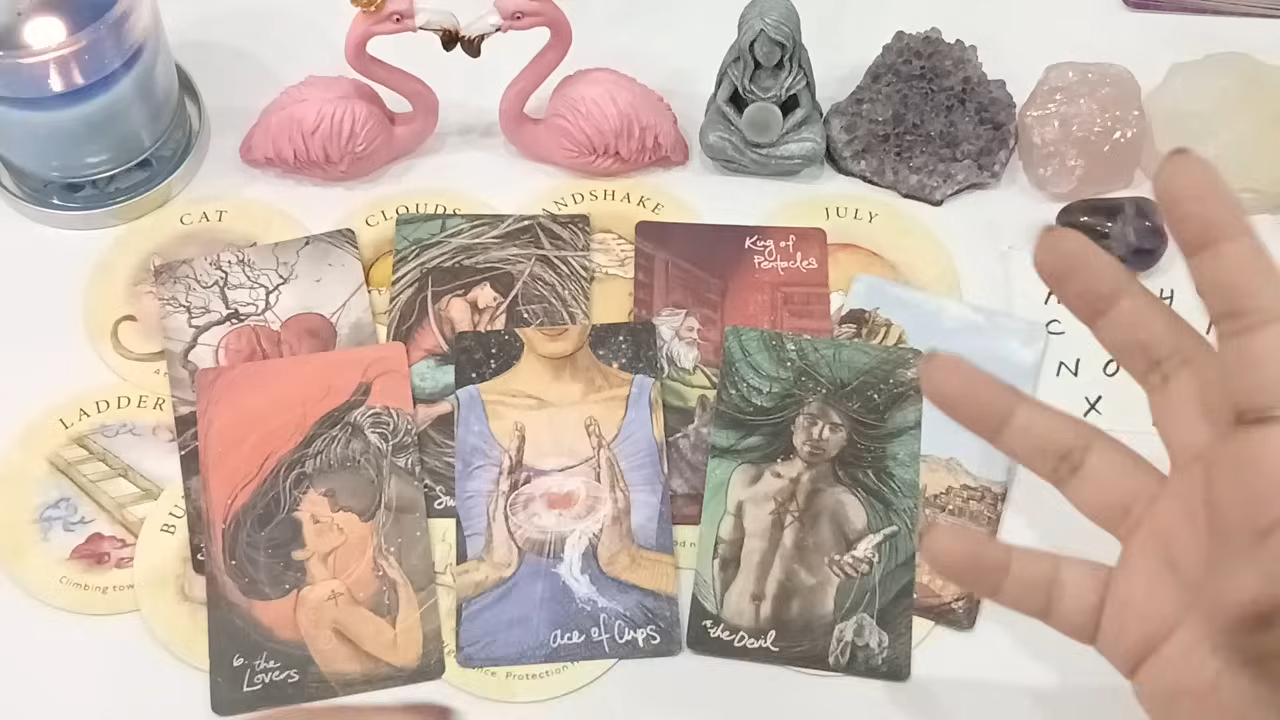 CAT
CLOUDS
ANDSHAKE
JULY
King of
Pentacles
H
C
N O
X
LADDER
BU
Climbing tow
ace of Cups
the Devil
6. the
Lovers
nce, Protection